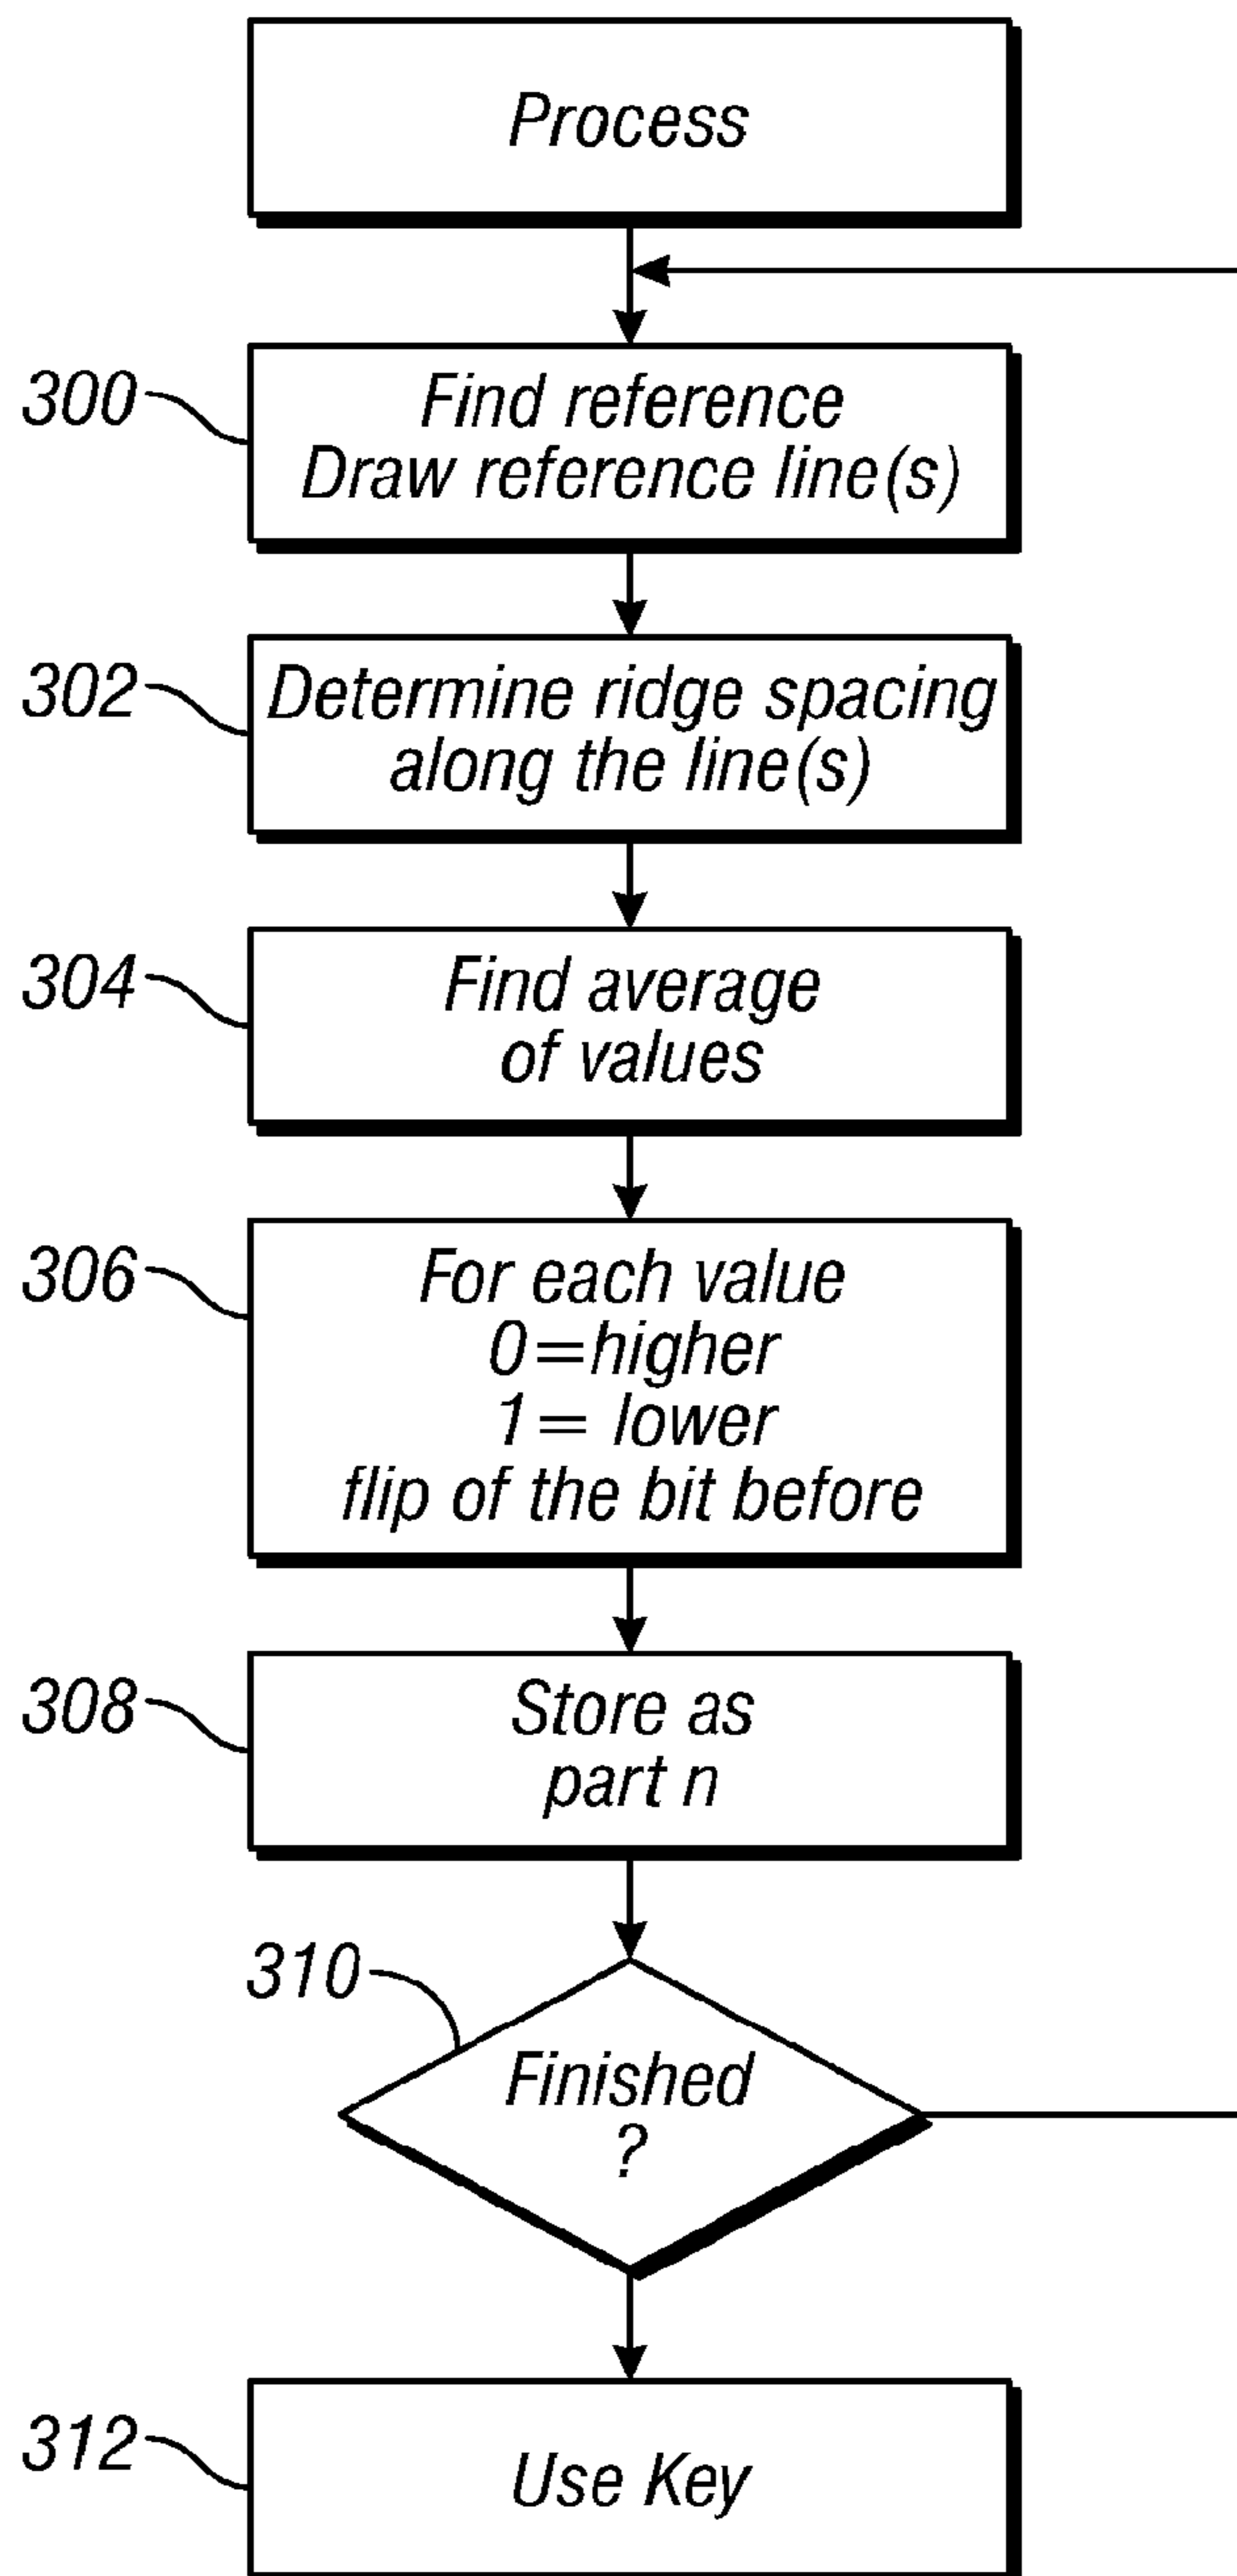 Process
300
Find reference
Draw reference line(s)
302
Determine ridge spacing
along the line(s)
304
Find average
of values
306
For each value
0=higher
1= lower
flip of the bit before
308
Store as
part n
310
Finished
?
312
Use Key